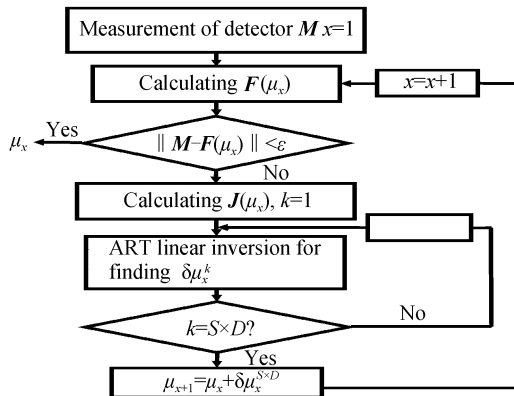 Measurement of detector M x=1
Calculating F(μₓ)
x=x+1
‖ M−F(μₓ) ‖ <ε
Yes
μₓ
No
Calculating J(μₓ), k=1
ART linear inversion for
finding δμₓᵏ
k=S×D?
No
Yes
μₓ₊₁=μₓ+δμₓ^{S×D}